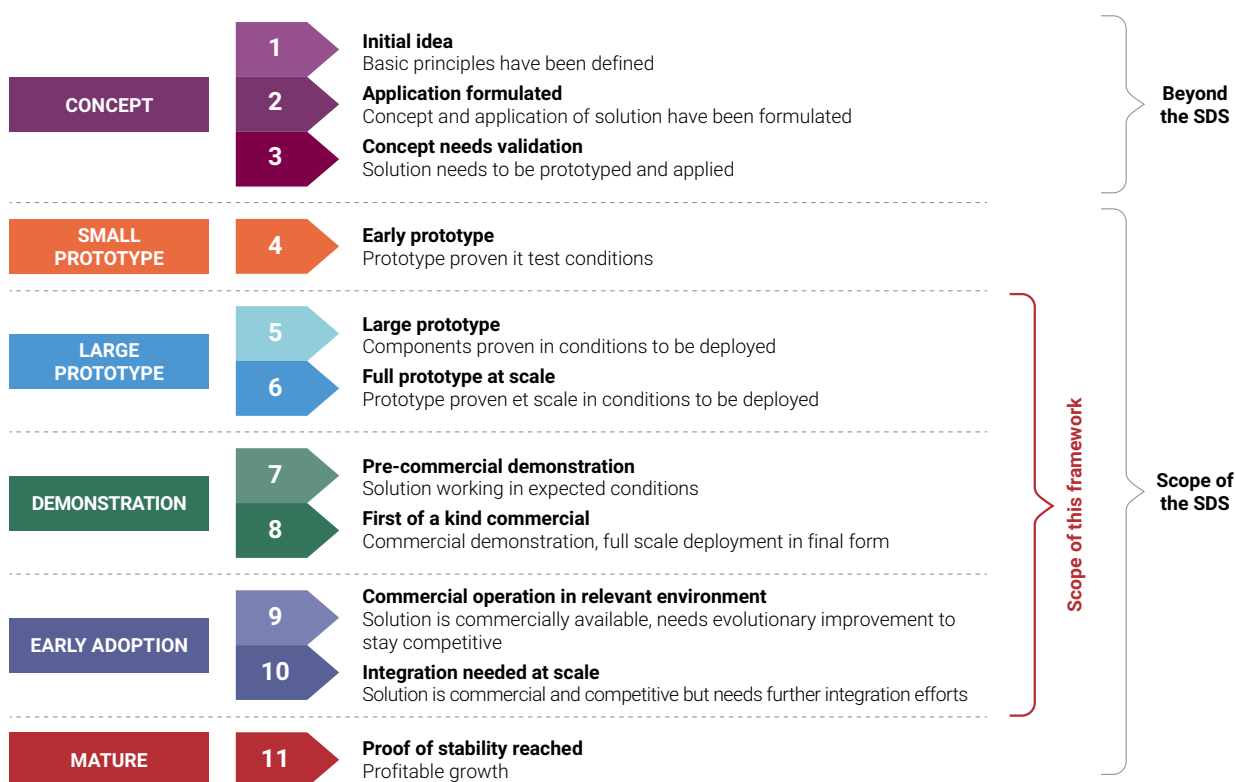 1
Initial idea
Basic principles have been defined
CONCEPT
2
Application formulated
Concept and application of solution have been formulated
3
Concept needs validation
Solution needs to be prototyped and applied
Beyond
the SDS
SMALL
PROTOTYPE
4
Early prototype
Prototype proven it test conditions
LARGE
PROTOTYPE
5
Large prototype
Components proven in conditions to be deployed
6
Full prototype at scale
Prototype proven et scale in conditions to be deployed
DEMONSTRATION
7
Pre-commercial demonstration
Solution working in expected conditions
8
First of a kind commercial
Commercial demonstration, full scale deployment in final form
EARLY ADOPTION
9
Commercial operation in relevant environment
Solution is commercially available, needs evolutionary improvement to
stay competitive
10
Integration needed at scale
Solution is commercial and competitive but needs further integration efforts
Scope of this framework
Scope of
the SDS
MATURE
11
Proof of stability reached
Profitable growth